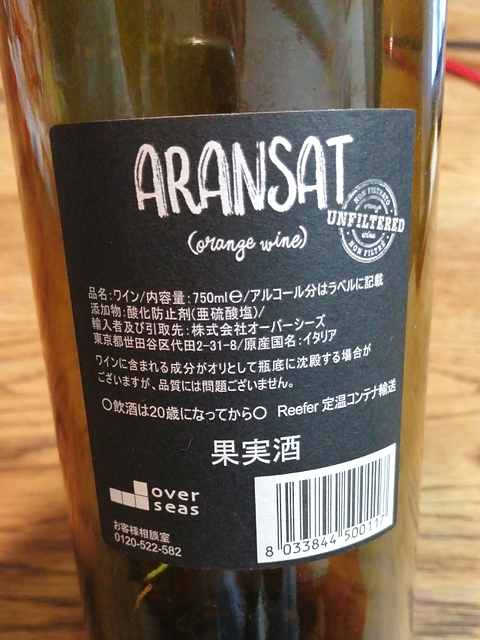 ARANSAT
(orange wine)
NON FILTRATO
orange
UNFILTERED
wine
NON FILTRÉ
品名:ワイン/内容量:750ml℮/アルコール分はラベルに記載
添加物:酸化防止剤(亜硫酸塩)/
輸入者及び引取先:株式会社オーバーシーズ
東京都世田谷区代田2-31-8/原産国名:イタリア
ワインに含まれる成分がオリとして瓶底に沈殿する場合が
ございますが、品質には問題ございません。
〇飲酒は20歳になってから〇 Reefer 定温コンテナ輸送
果実酒
over
seas
お客様相談室
0120-522-582
8 033844 500117